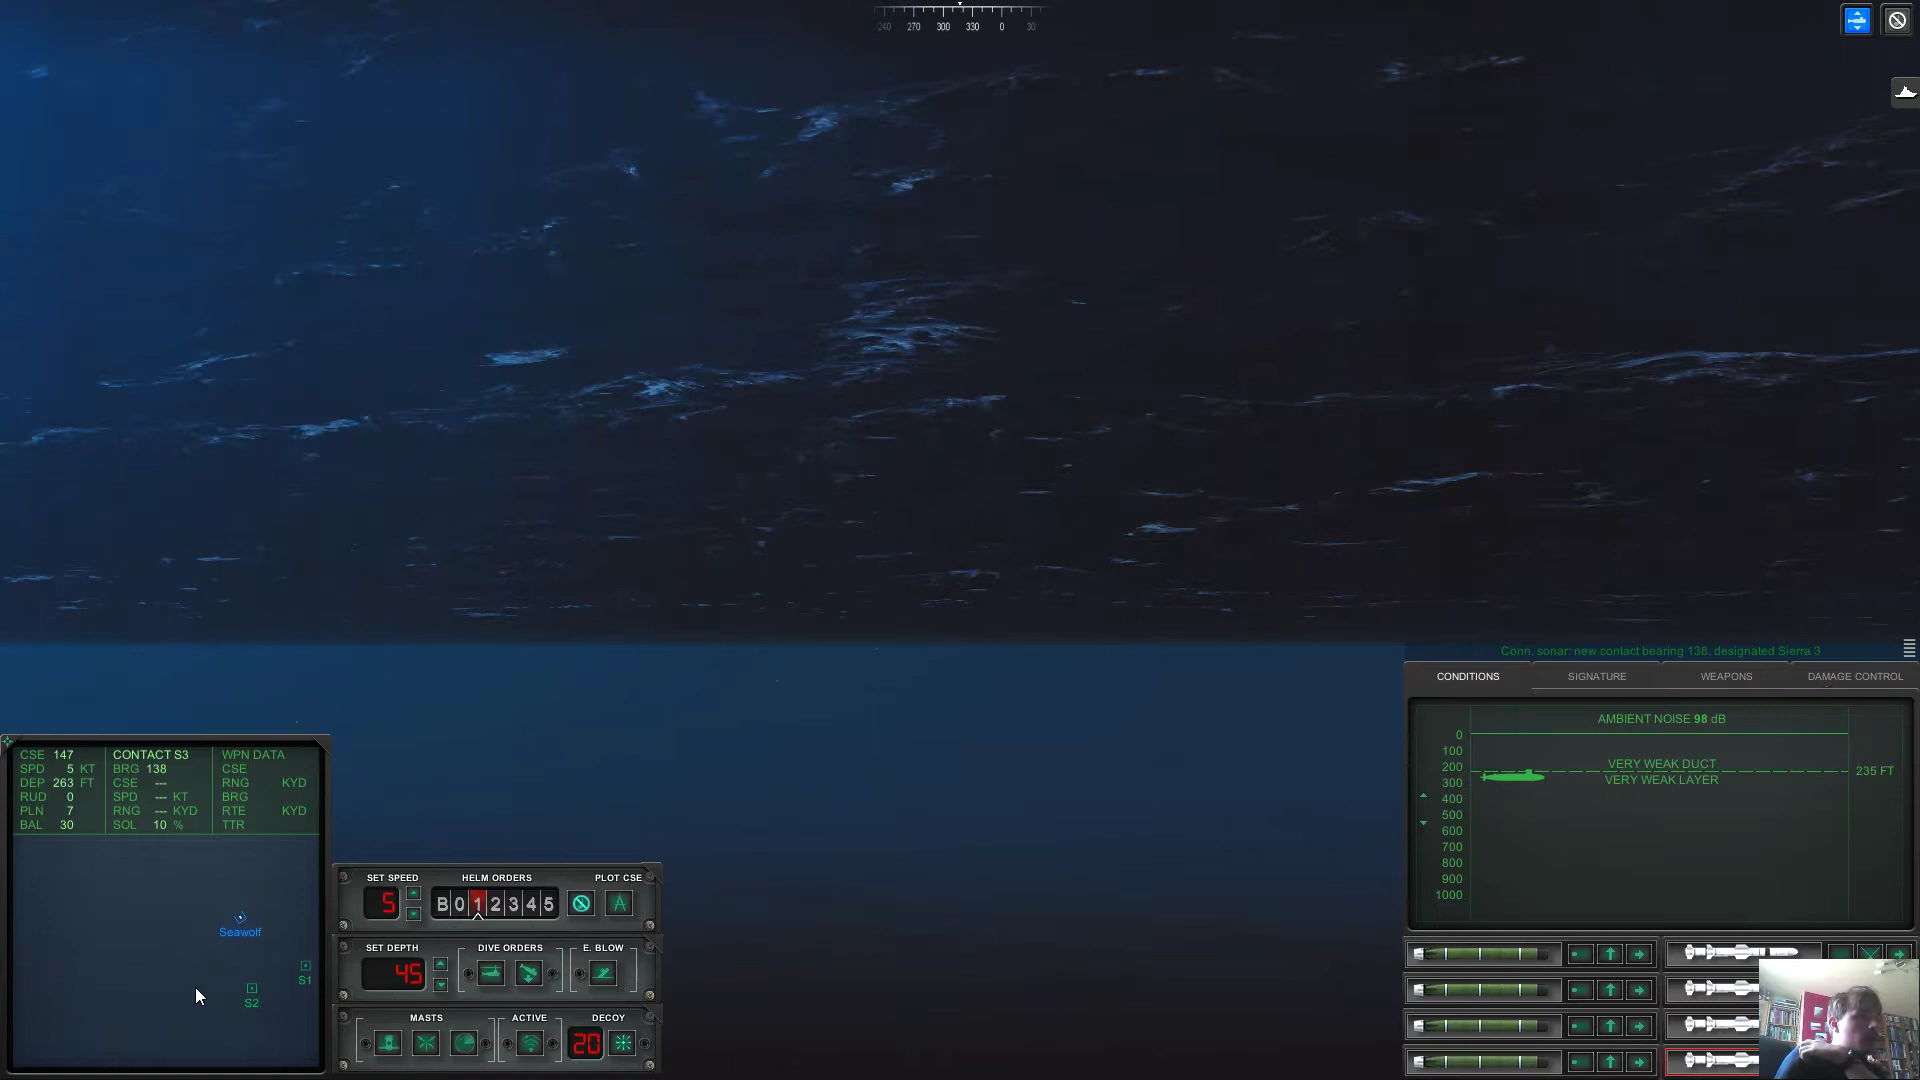 240 270 300 330 0 30
Conn, sonar: new contact bearing 138, designated Sierra 3
CONDITIONS SIGNATURE WEAPONS DAMAGE CONTROL
AMBIENT NOISE 98 dB
0
100
200
300
400
500
600
700
800
900
1000
VERY WEAK DUCT
VERY WEAK LAYER
235 FT
CSE 147 CONTACT S3 WPN DATA
SPD 5 KT BRG 138 CSE
DEP 263 FT CSE --- RNG KYD
RUD 0 SPD --- KT BRG
PLN 7 RNG --- KYD RTE KYD
BAL 30 SOL 10 % TTR
Seawolf
S1
S2
SET SPEED HELM ORDERS PLOT CSE
5 B 0 1 2 3 4 5
SET DEPTH DIVE ORDERS E. BLOW
45
MASTS ACTIVE DECOY
20